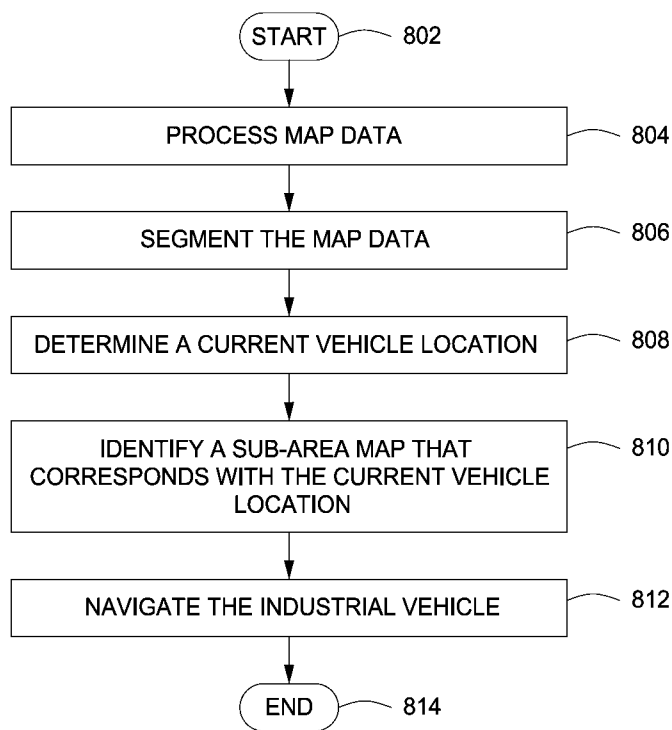 START
802
PROCESS MAP DATA
804
SEGMENT THE MAP DATA
806
DETERMINE A CURRENT VEHICLE LOCATION
808
IDENTIFY A SUB-AREA MAP THAT
CORRESPONDS WITH THE CURRENT VEHICLE
LOCATION
810
NAVIGATE THE INDUSTRIAL VEHICLE
812
END
814